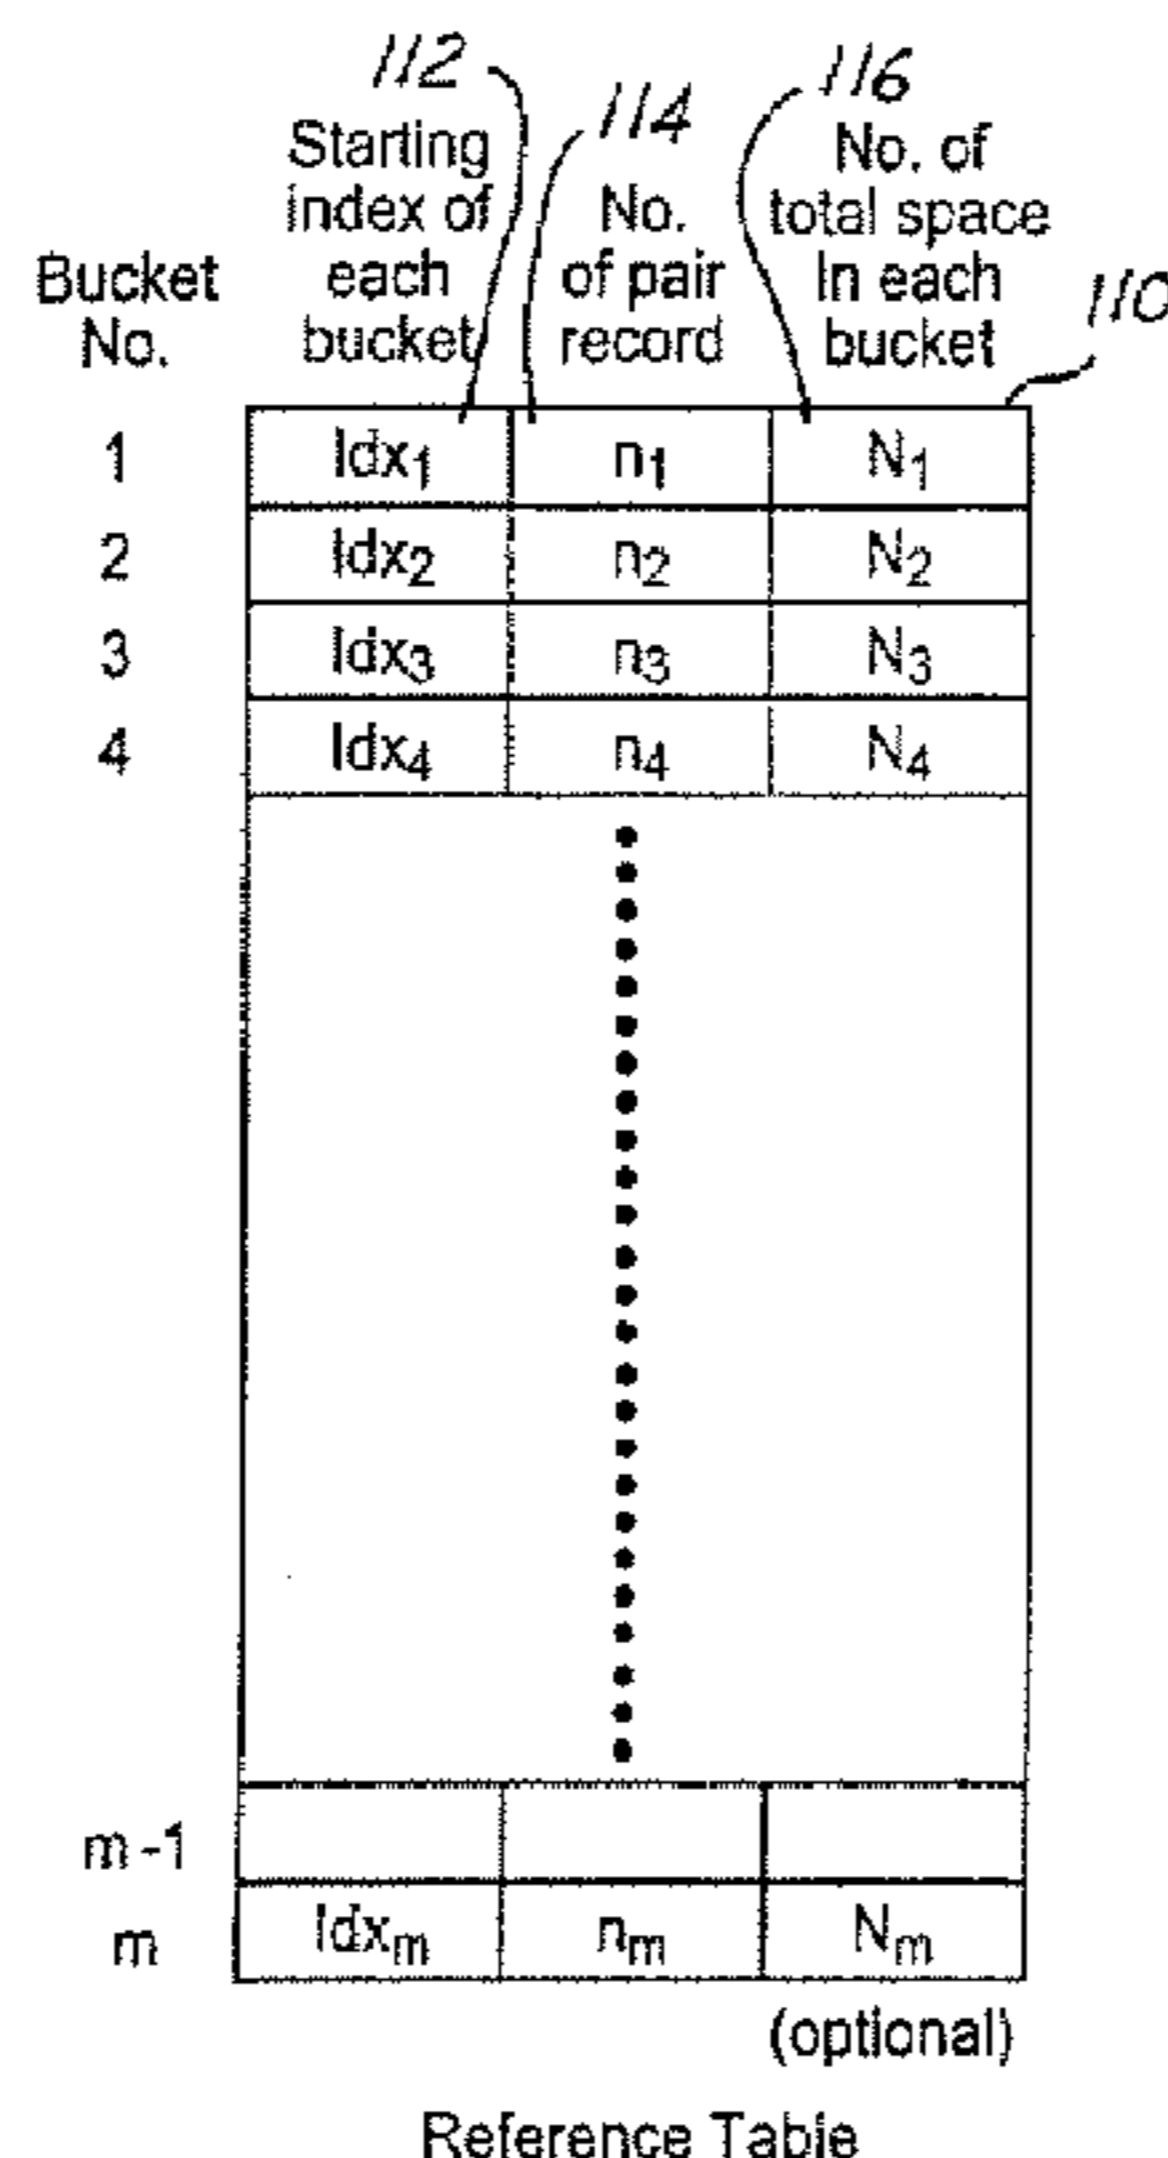 112
114
116
110
Bucket
No.
Starting
index of
each
bucket
No.
of pair
record
No. of
total space
In each
bucket
1 Idx1 n1 N1
2 Idx2 n2 N2
3 Idx3 n3 N3
4 Idx4 n4 N4
m-1
m Idxm nm Nm
(optional)
Reference Table